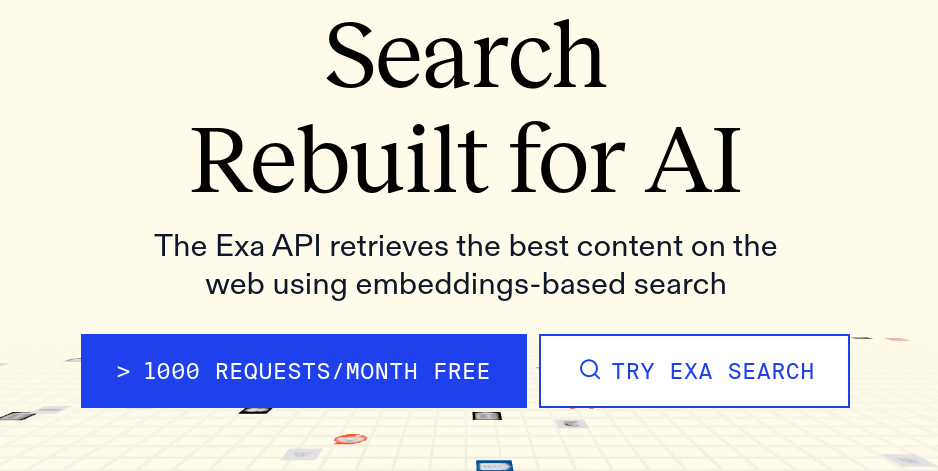 Search
Rebuilt for AI
The Exa API retrieves the best content on the
web using embeddings-based search
> 1000 REQUESTS/MONTH FREE
TRY EXA SEARCH